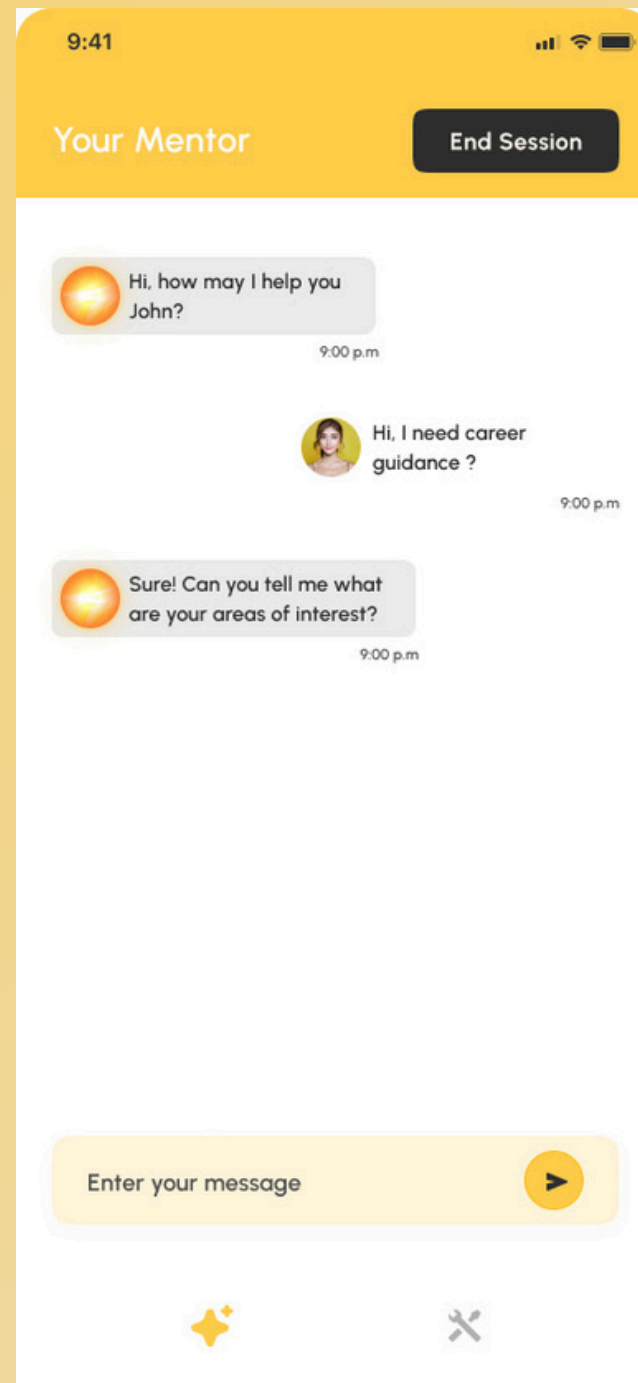 9:41
Your Mentor
End Session
Hi, how may I help you
John?
9:00 p.m
Hi, I need career
guidance ?
9:00 p.m
Sure! Can you tell me what
are your areas of interest?
9:00 p.m
Enter your message